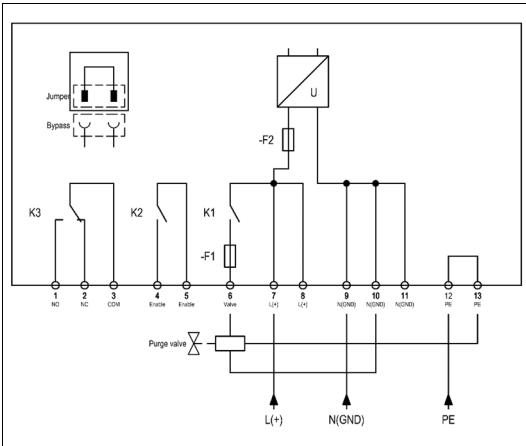 Jumper
Bypass
U
-F2
K3
K2
K1
-F1
1 2 3 4 5 6 7 8 9 10 11 12 13
NO NC COM Enable Enable Valve L(+) L(+) N(GND) N(GND) N(GND) PE PE
Purge valve
L(+) N(GND) PE